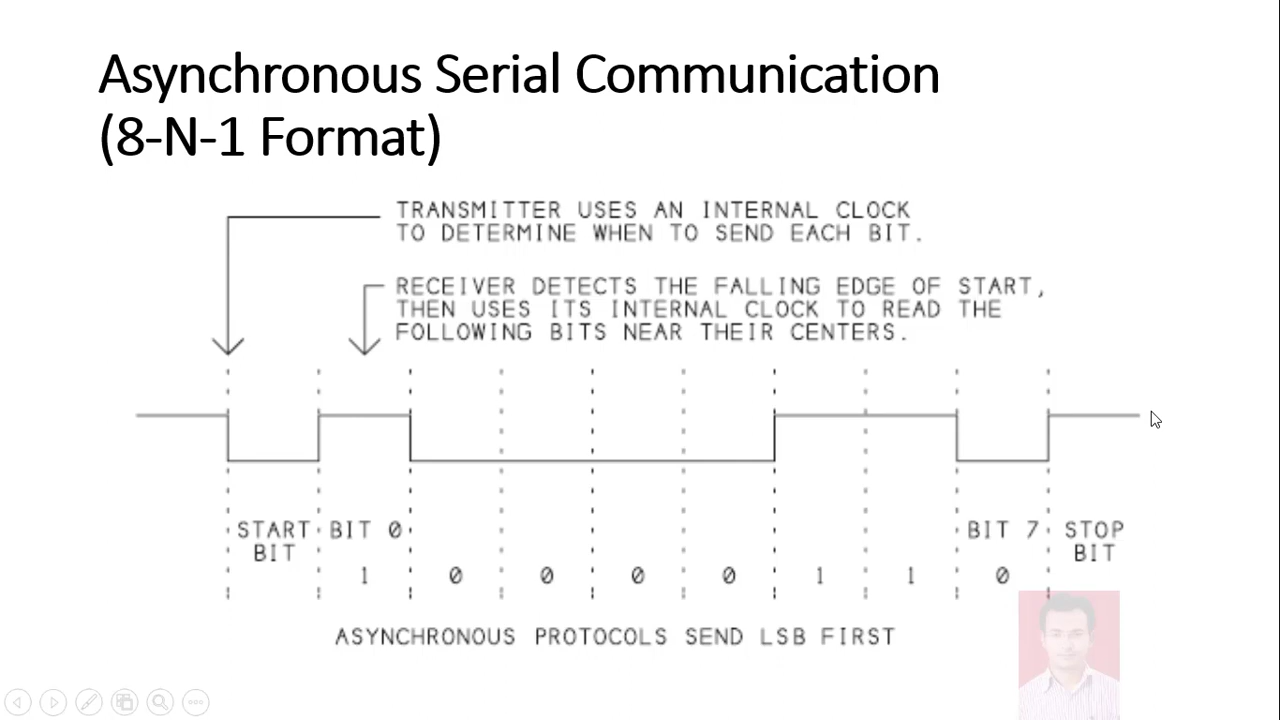 Asynchronous Serial Communication
(8-N-1 Format)
TRANSMITTER USES AN INTERNAL CLOCK
TO DETERMINE WHEN TO SEND EACH BIT.
RECEIVER DETECTS THE FALLING EDGE OF START,
THEN USES ITS INTERNAL CLOCK TO READ THE
FOLLOWING BITS NEAR THEIR CENTERS.
START BIT 0 BIT 7 STOP
BIT BIT
1 0 0 0 0 1 1 0
ASYNCHRONOUS PROTOCOLS SEND LSB FIRST